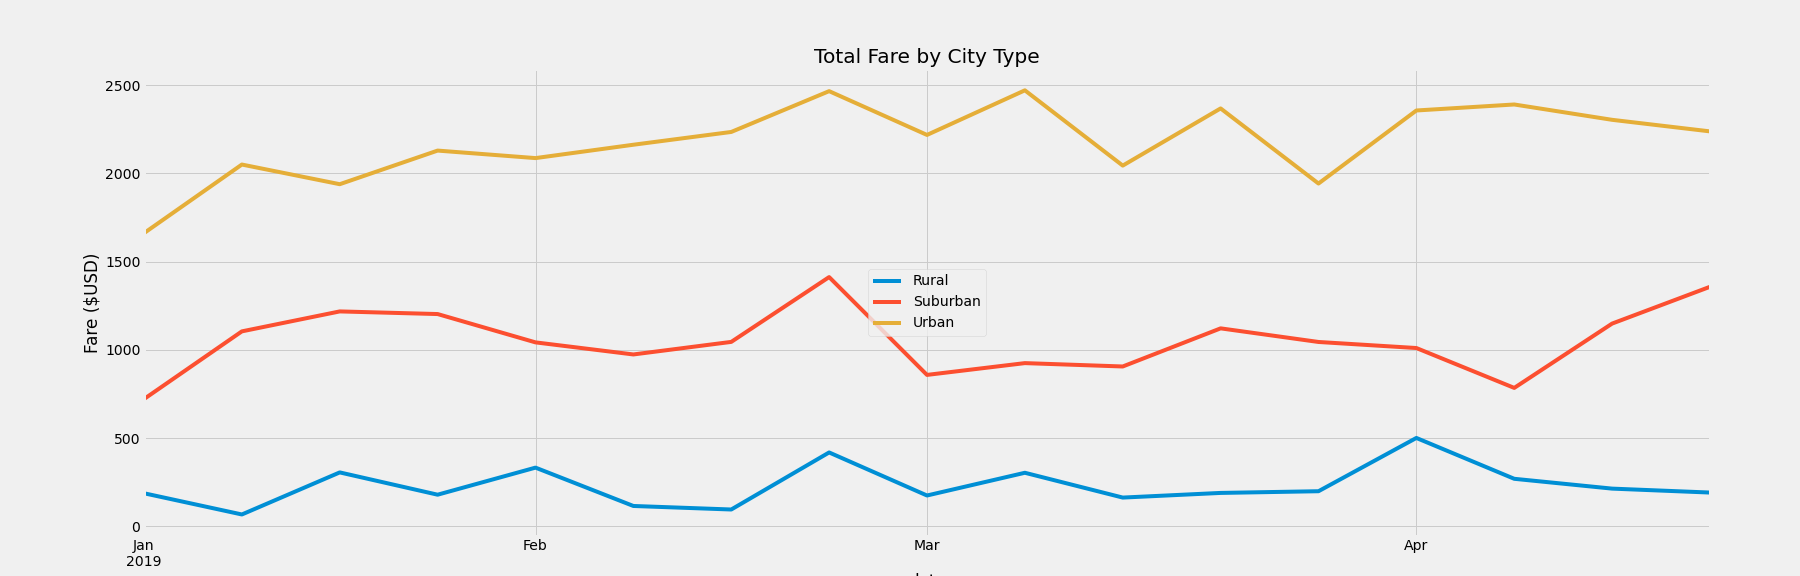 Total Fare by City Type
Fare ($USD)
2500
2000
1500
1000
500
0
Rural
Suburban
Urban
Jan
2019
Feb
Mar
Apr